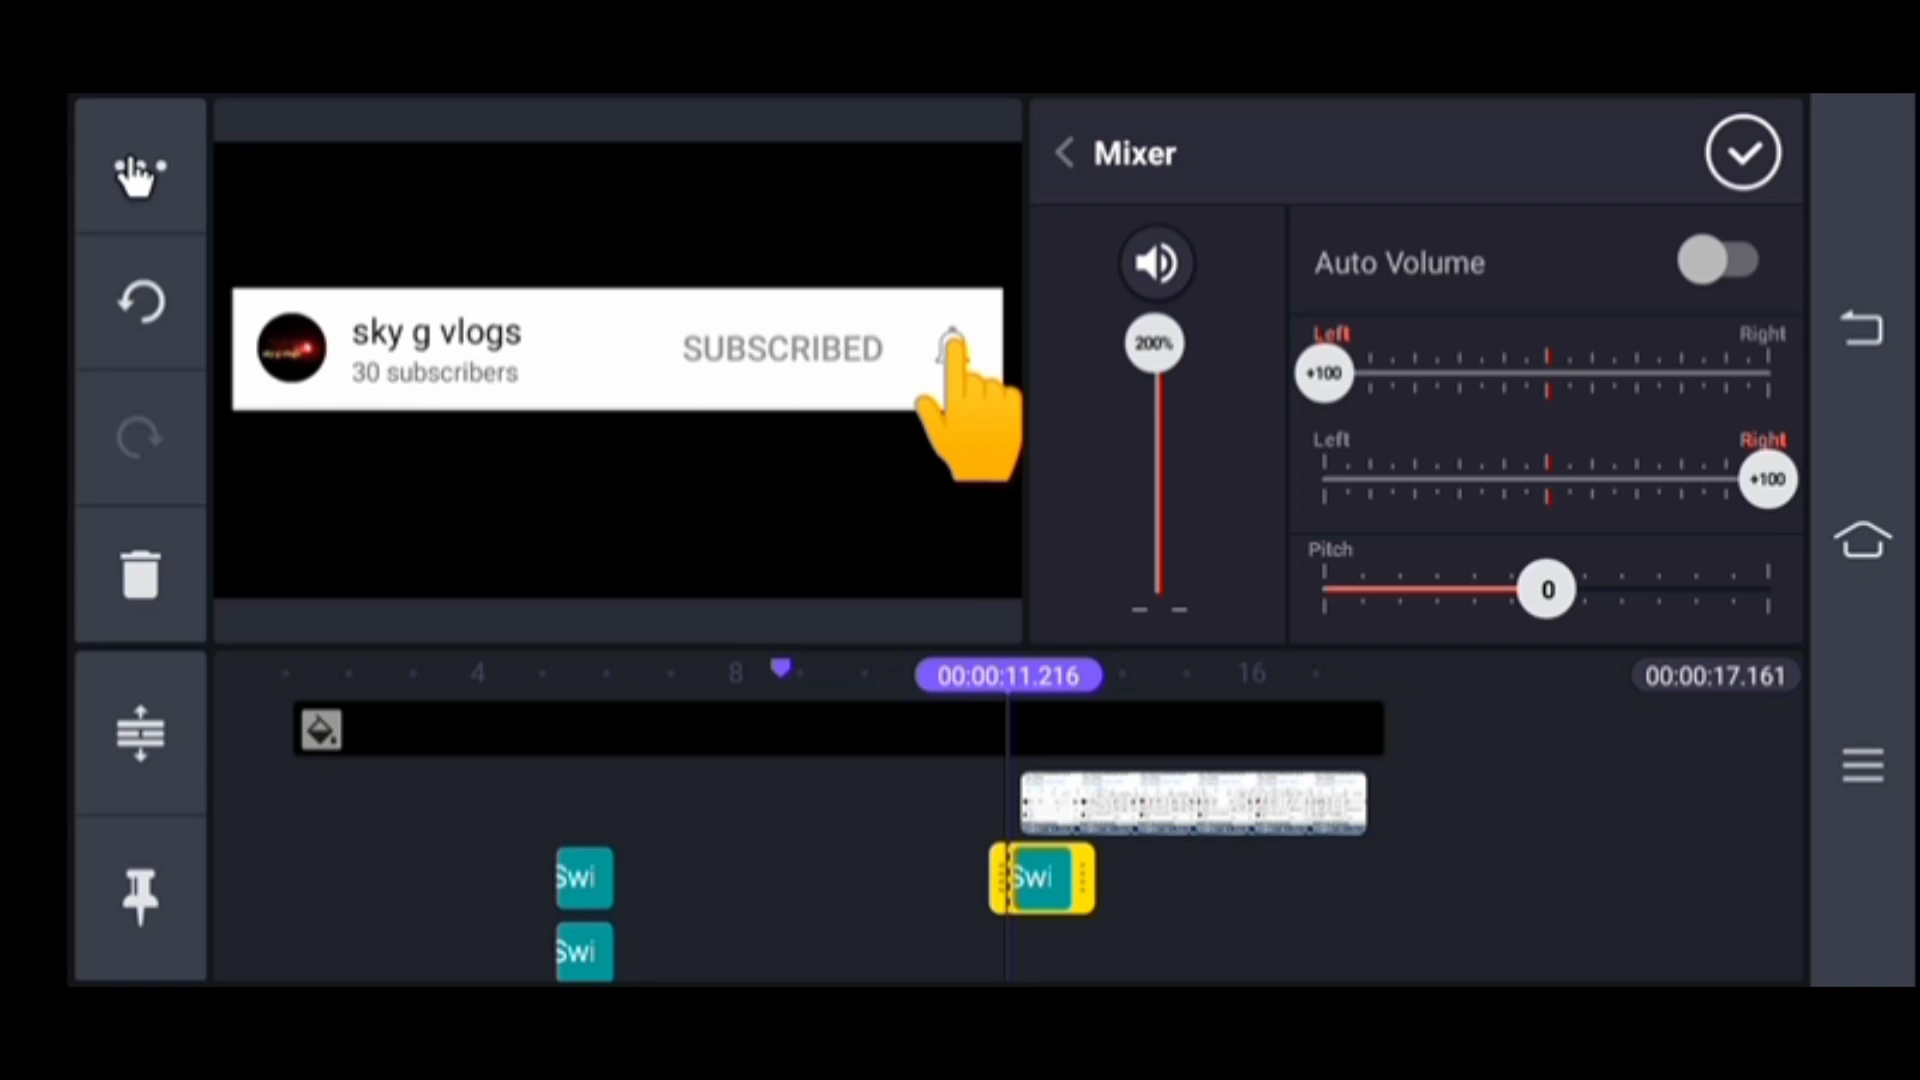 Mixer
200%
Auto Volume
Left Right
+100
Left Right
+100
Pitch
0
sky g vlogs
30 subscribers
SUBSCRIBED
4 8 00:00:11.216 16 00:00:17.161
Swi
Swi
Swi